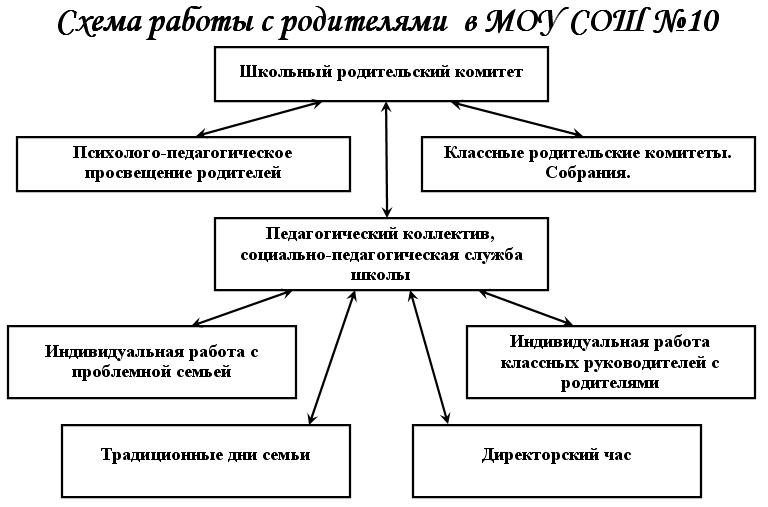 Схема работы с родителями в МОУ СОШ №10
Школьный родительский комитет
Психолого-педагогическое
просвещение родителей
Классные родительские комитеты.
Собрания.
Педагогический коллектив,
социально-педагогическая служба
школы
Индивидуальная работа с
проблемной семьей
Индивидуальная работа
классных руководителей с
родителями
Традиционные дни семьи
Директорский час